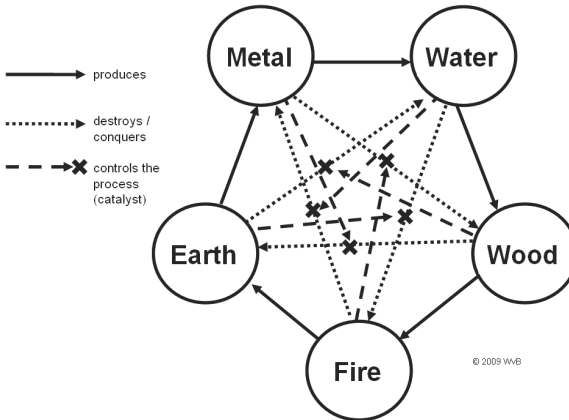 Metal
Water
produces
destroys /
conquers
controls the
process
(catalyst)
Earth
Wood
Fire
© 2009 WvB